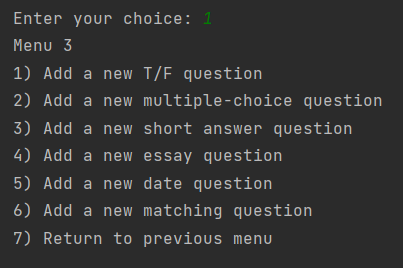 Enter your choice: 1
Menu 3
1) Add a new T/F question
2) Add a new multiple-choice question
3) Add a new short answer question
4) Add a new essay question
5) Add a new date question
6) Add a new matching question
7) Return to previous menu